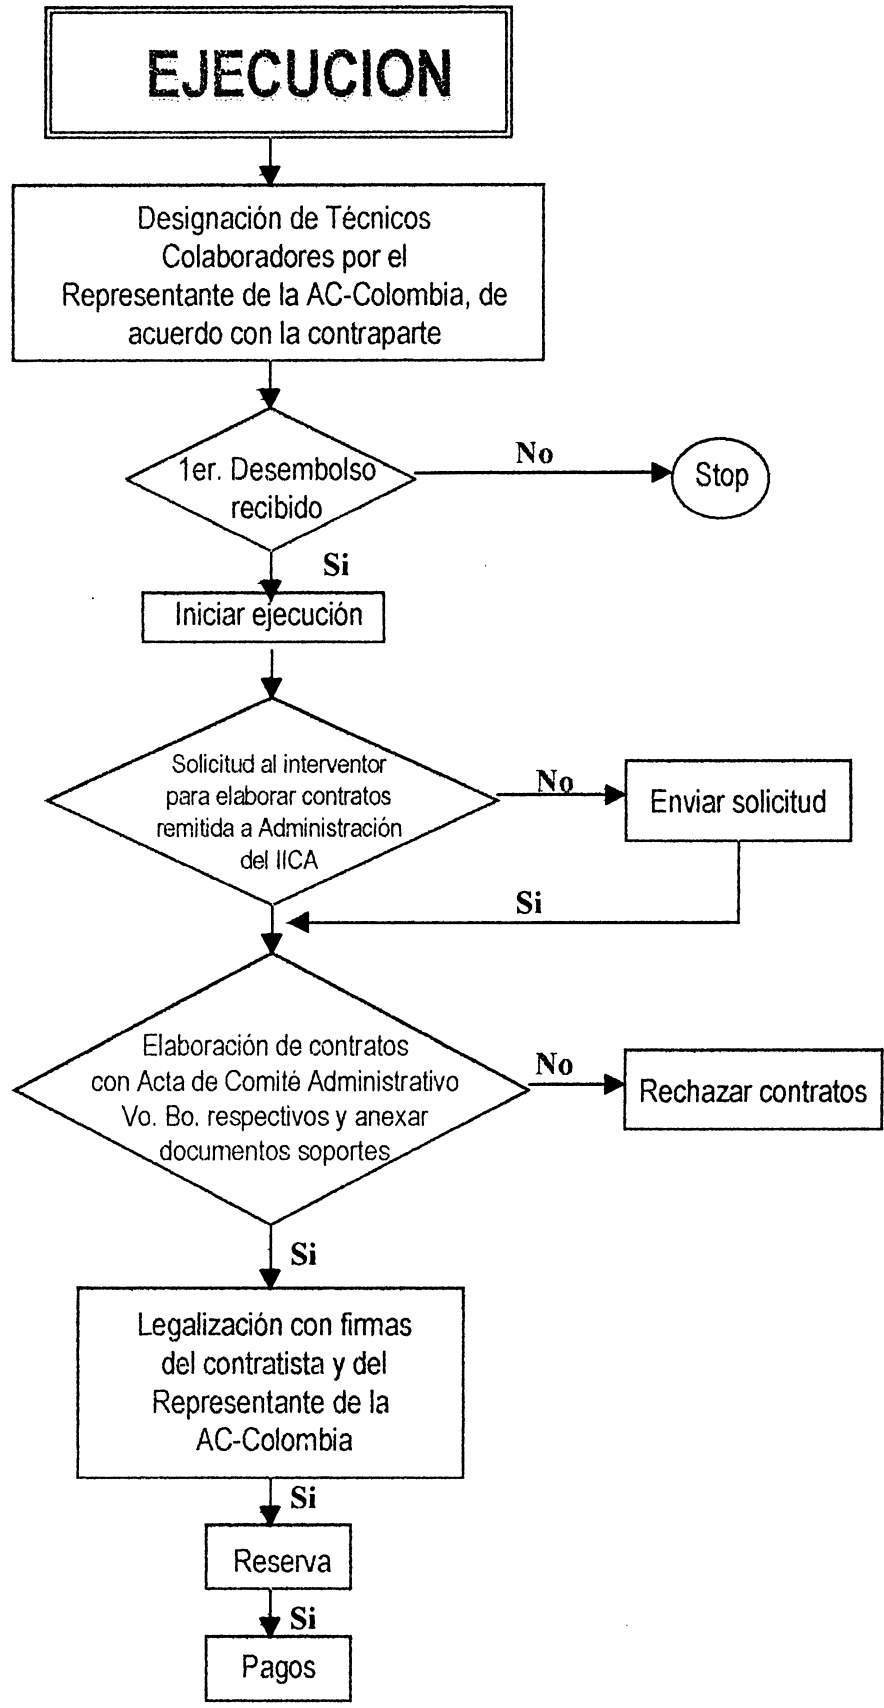 EJECUCION
Designación de Técnicos
Colaboradores por el
Representante de la AC-Colombia, de
acuerdo con la contraparte
1er. Desembolso
recibido
No
Stop
Si
Iniciar ejecución
Solicitud al interventor
para elaborar contratos
remitida a Administración
del IICA
No
Enviar solicitud
Si
Elaboración de contratos
con Acta de Comité Administrativo
Vo. Bo. respectivos y anexar
documentos soportes
No
Rechazar contratos
Si
Legalización con firmas
del contratista y del
Representante de la
AC-Colombia
Si
Reserva
Si
Pagos